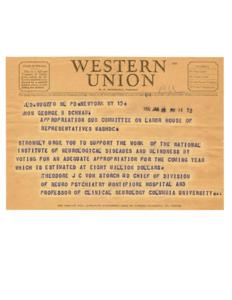 WESTERN
UNION
HON GEORGE B SCHWABE
APPROPRIATION SUB COMMITTEE ON LABOR HOUSE OF
REPRESENTATIVES WASHDC
STRONGLY URGE YOU TO SUPPORT THE WORK OF THE NATIONAL
INSTITUTE OF NEUROLOGICAL DISEASES AND BLINDNESS BY
VOTING FOR AN ADEQUATE APPROPRIATION FOR THE COMING YEAR
WHICH IS ESTIMATED AT EIGHT MILLION DOLLARS
THEODORE J C VON STORCH MD CHIEF OF DIVISION
OF NEURO PSYCHIATRY MONTIFIORE HOSPITAL AND
PROFESSOR OF CLINICAL NEUROLOGY COLUMBIA UNIVERSITY